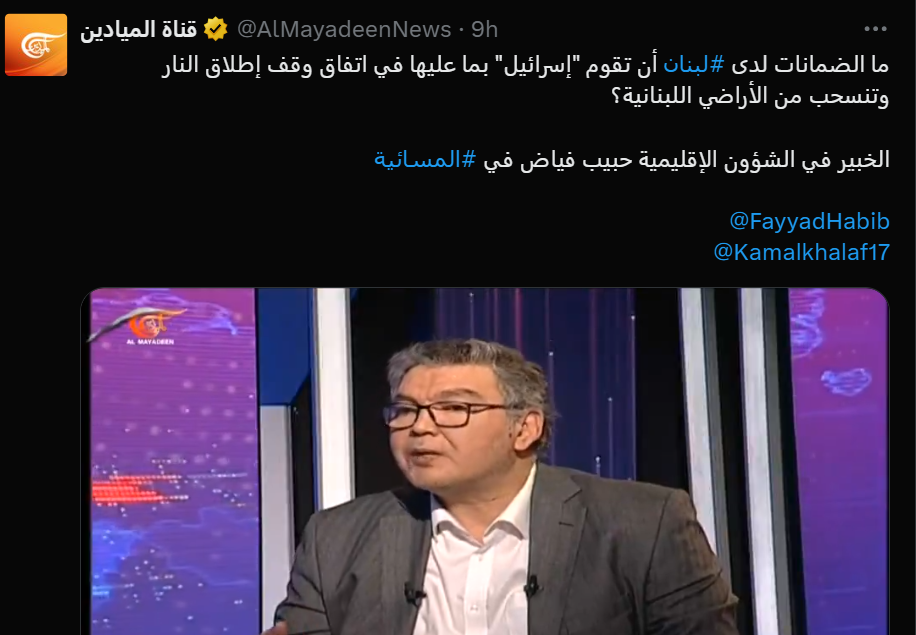 قناة الميادين @AlMayadeenNews · 9h
ما الضمانات لدى #لبنان أن تقوم "إسرائيل" بما عليها في اتفاق وقف إطلاق النار
وتنسحب من الأراضي اللبنانية؟
الخبير في الشؤون الإقليمية حبيب فياض في #المسائية
@FayyadHabib
@Kamalkhalaf17
AL MAYADEEN